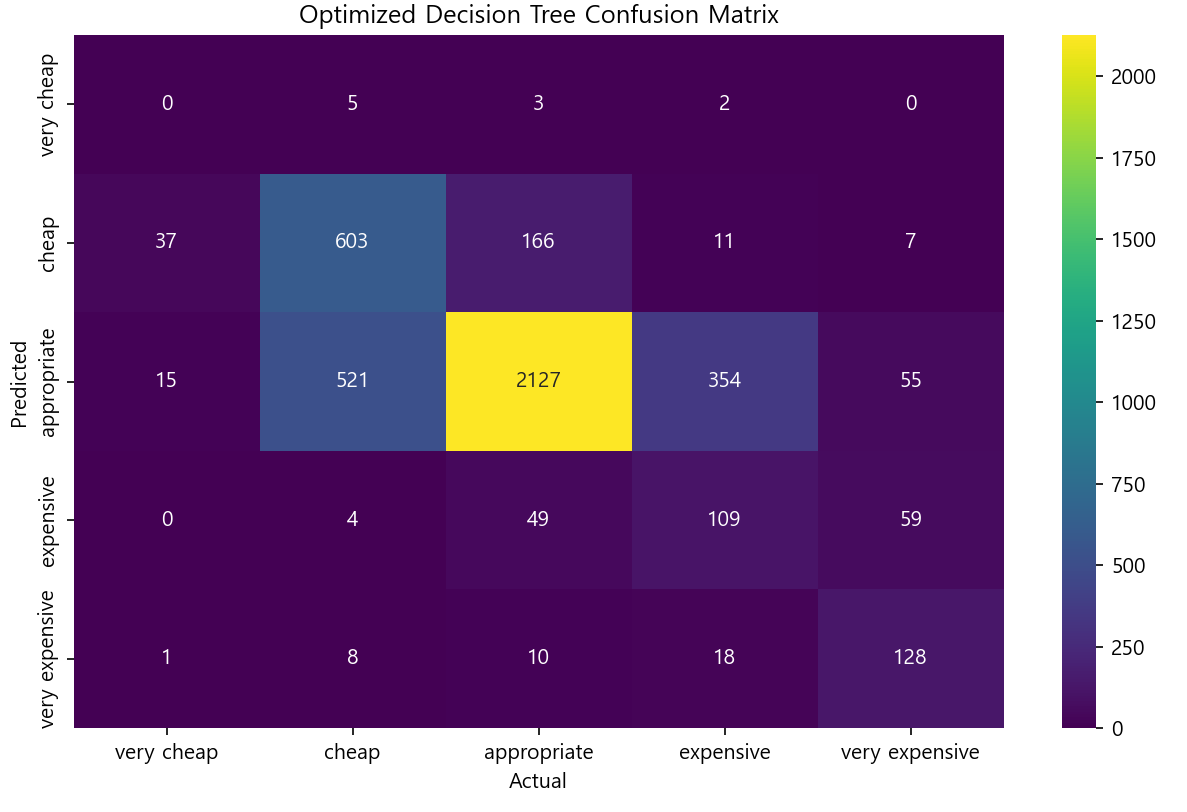 Optimized Decision Tree Confusion Matrix
Predicted
very cheap
0 5 3 2 0
cheap
37 603 166 11 7
appropriate
15 521 2127 354 55
expensive
0 4 49 109 59
very expensive
1 8 10 18 128
very cheap cheap appropriate expensive very expensive
Actual
2000
1750
1500
1250
1000
750
500
250
0